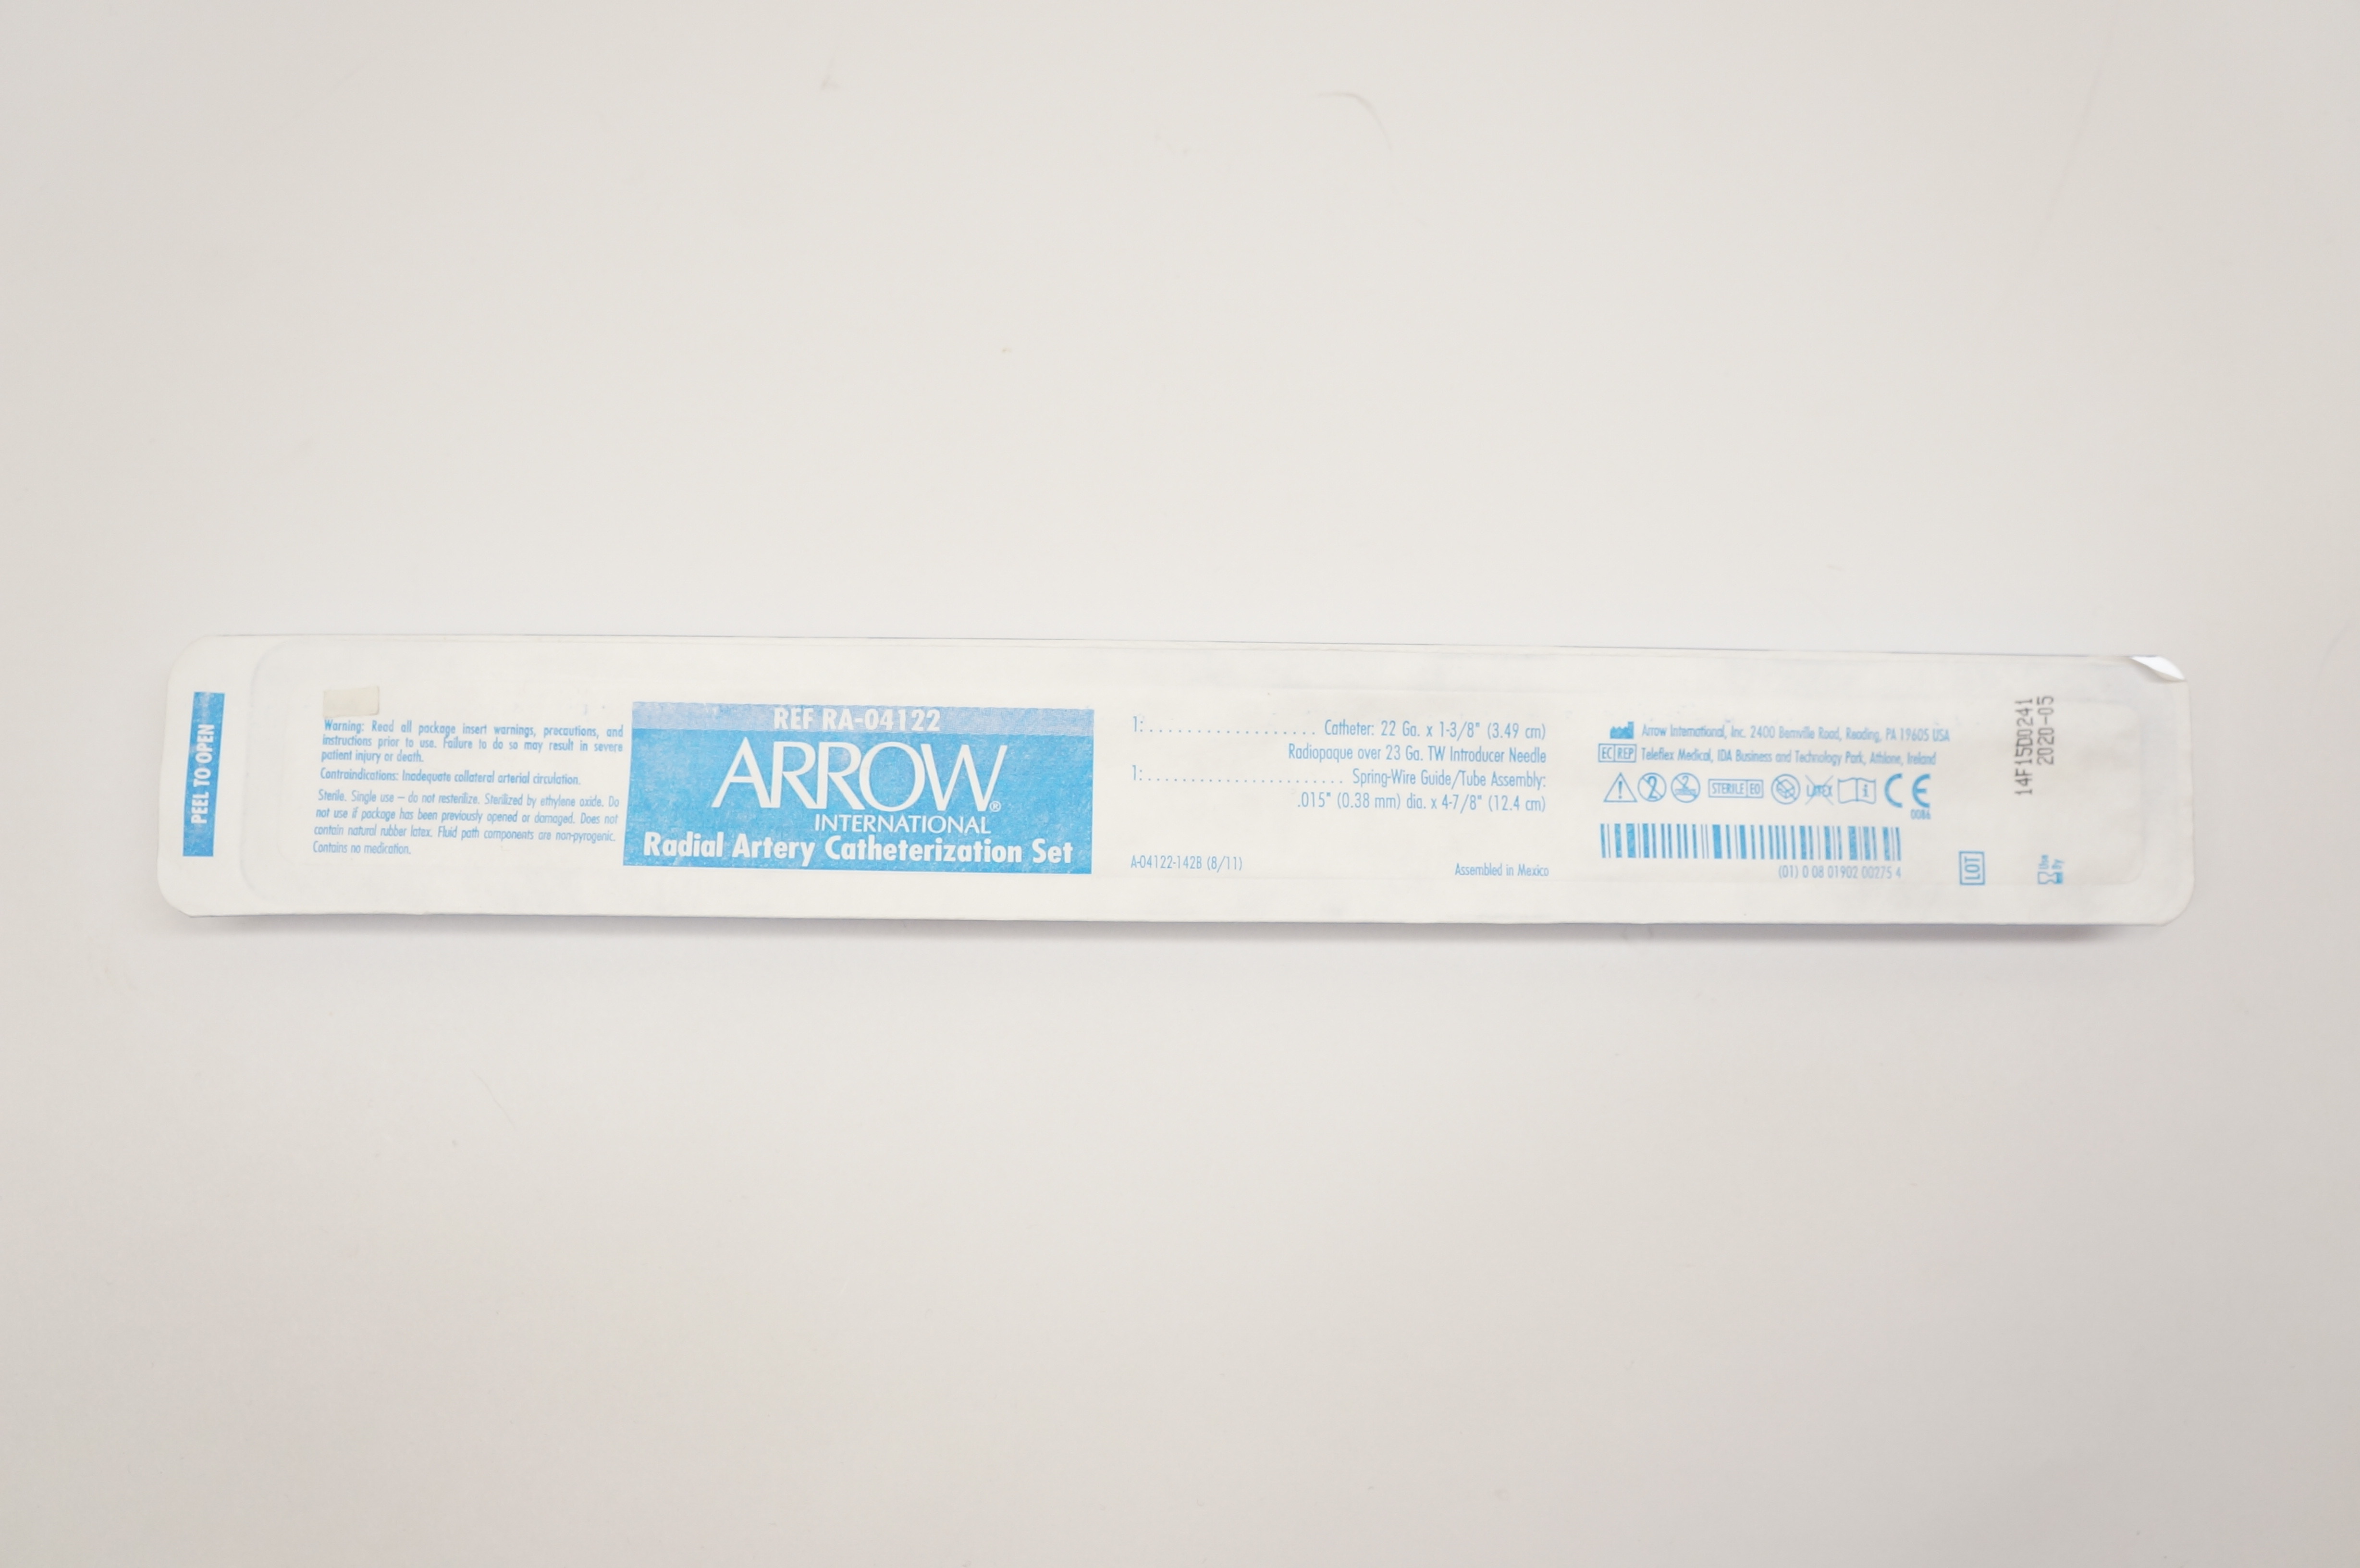 PEEL TO OPEN
Warning: Read all package insert warnings, precautions, and
instructions prior to use. Failure to do so may result in severe
patient injury or death.
Contraindications: Inadequate collateral arterial circulation.
Sterile. Single use – do not resterilize. Sterilized by ethylene oxide. Do
not use if package has been previously opened or damaged. Does not
contain natural rubber latex. Fluid path components are non-pyrogenic.
Contains no medication.
REF RA-04122
ARROW®
INTERNATIONAL
Radial Artery Catheterization Set
1:.................... Catheter: 22 Ga. x 1-3/8" (3.49 cm)
Radiopaque over 23 Ga. TW Introducer Needle
1:....................... Spring-Wire Guide/Tube Assembly:
.015" (0.38 mm) dia. x 4-7/8" (12.4 cm)
A-04122-142B (8/11)
Assembled in Mexico
Arrow International, Inc. 2400 Bernville Road, Reading, PA 19605 USA
EC REP Teleflex Medical, IDA Business and Technology Park, Athlone, Ireland
2 2 STERILE EO LATEX i CE
0086
(01) 0 08 01902 00275 4
LOT
14F15D0241
Use By
2020-05